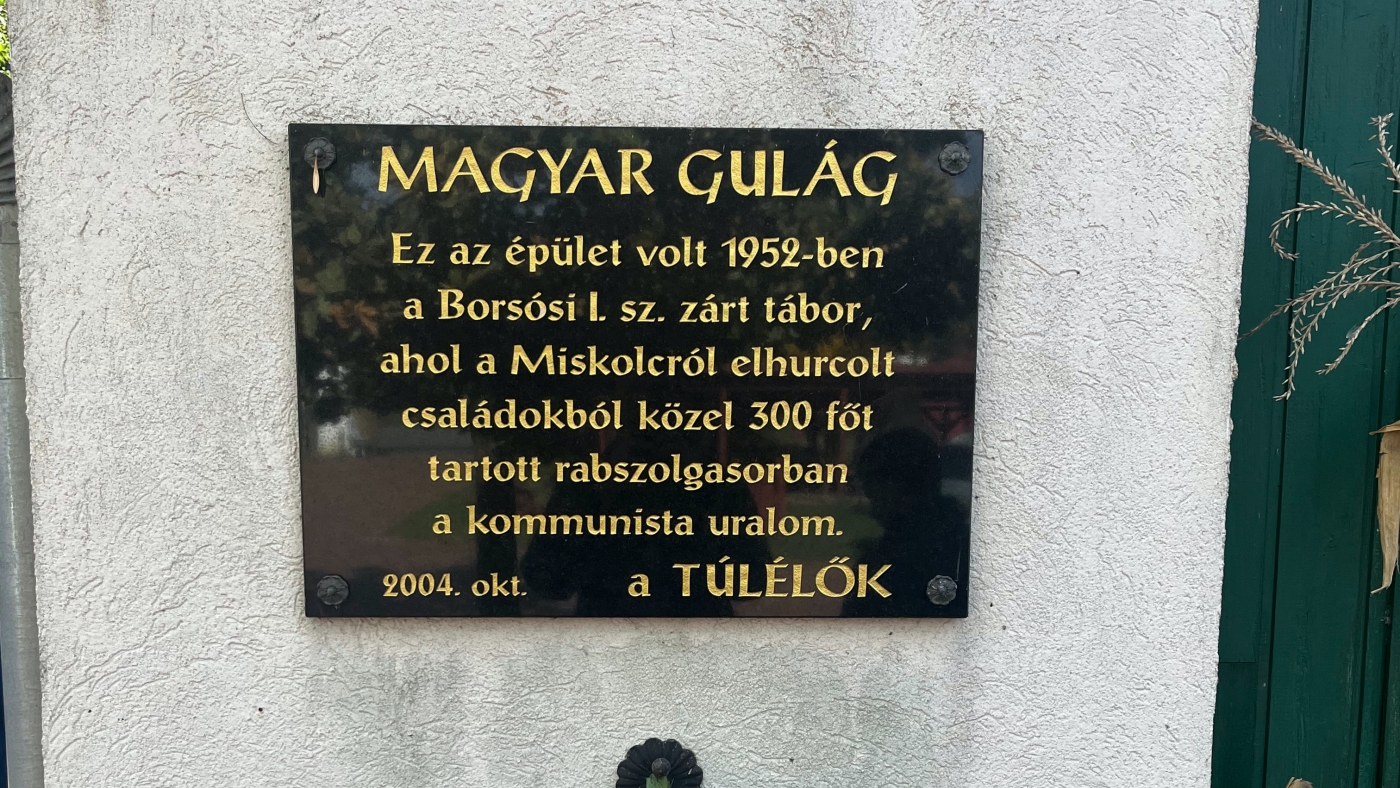 MAGYAR GULÁG
Ez az épület volt 1952-ben
a Borsósi I. sz. zárt tábor,
ahol a Miskolcról elhurcolt
családokból közel 300 főt
tartott rabszolgasorban
a kommunista uralom.
2004. okt. a TÚLÉLŐK